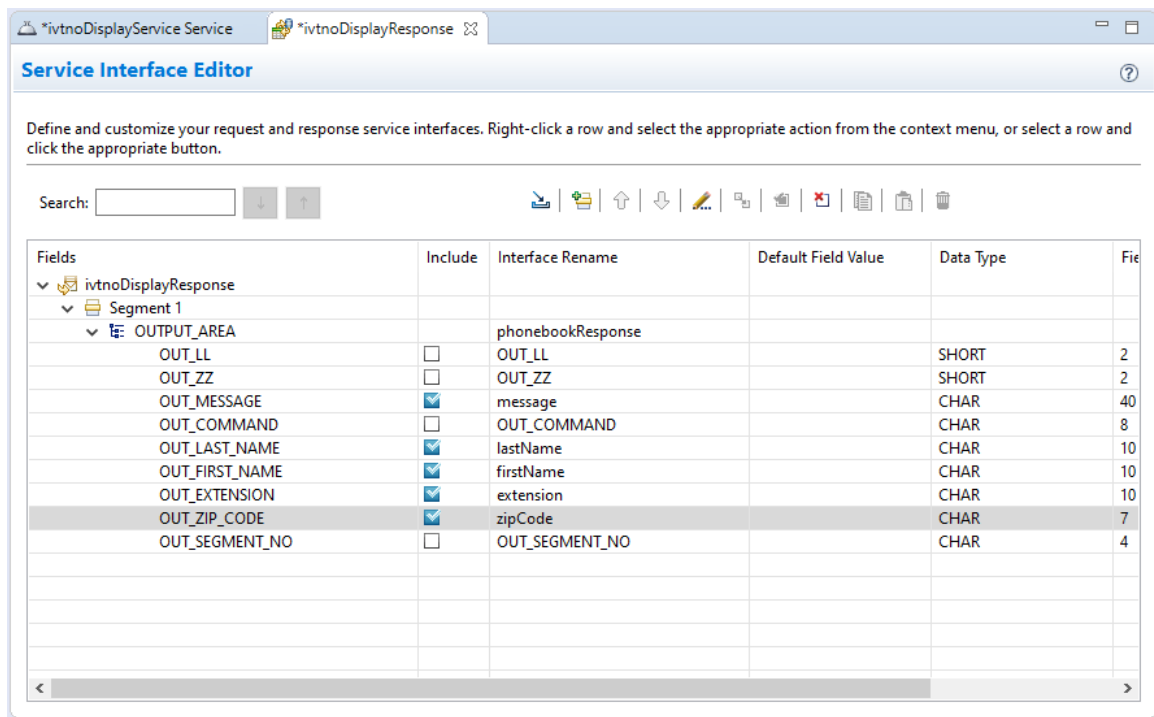 *ivtnoDisplayService Service *ivtnoDisplayResponse
Service Interface Editor
Define and customize your request and response service interfaces. Right-click a row and select the appropriate action from the context menu, or select a row and
click the appropriate button.
Search:
Fields Include Interface Rename Default Field Value Data Type Fie
ivtnoDisplayResponse
Segment 1
OUTPUT_AREA phonebookResponse
OUT_LL OUT_LL SHORT 2
OUT_ZZ OUT_ZZ SHORT 2
OUT_MESSAGE message CHAR 40
OUT_COMMAND OUT_COMMAND CHAR 8
OUT_LAST_NAME lastName CHAR 10
OUT_FIRST_NAME firstName CHAR 10
OUT_EXTENSION extension CHAR 10
OUT_ZIP_CODE zipCode CHAR 7
OUT_SEGMENT_NO OUT_SEGMENT_NO CHAR 4